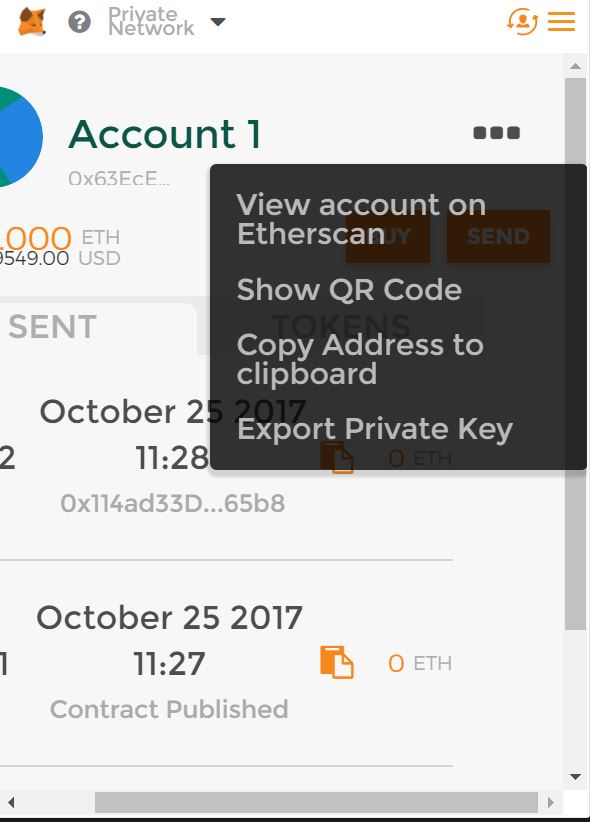 ?
Private
Network
Account 1
0x63EcE...
.000 ETH
9549.00 USD
BUY
SEND
View account on
Etherscan
Show QR Code
Copy Address to
clipboard
Export Private Key
SENT
TOKENS
October 25 2017
2
11:28
0 ETH
0x114ad33D...65b8
October 25 2017
1
11:27
0 ETH
Contract Published